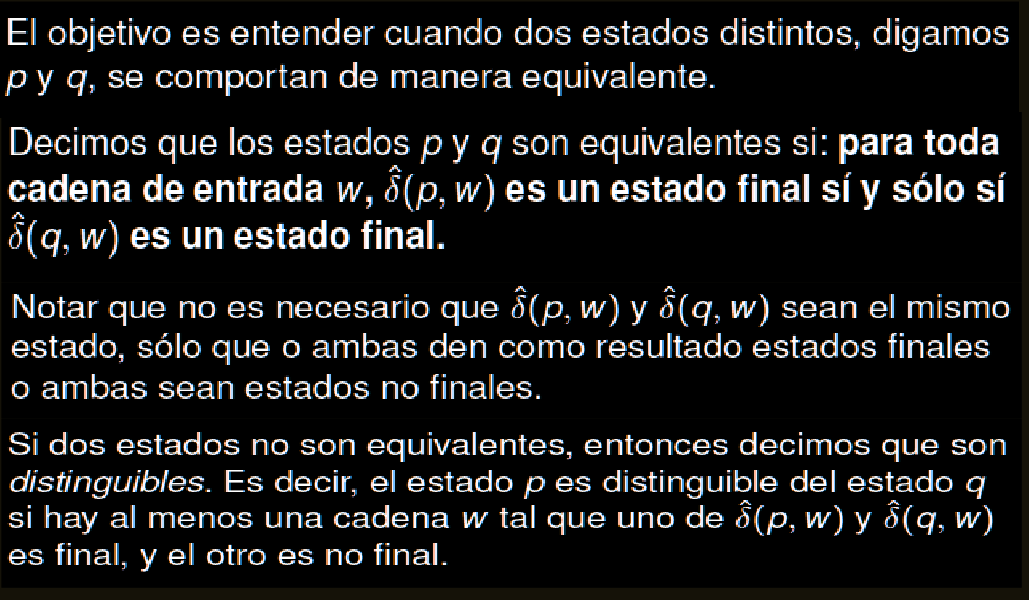 El objetivo es entender cuando dos estados distintos, digamos
p y q, se comportan de manera equivalente.
Decimos que los estados p y q son equivalentes si: para toda
cadena de entrada w, δ̂(p, w) es un estado final sí y sólo sí
δ̂(q, w) es un estado final.
Notar que no es necesario que δ̂(p, w) y δ̂(q, w) sean el mismo
estado, sólo que o ambas den como resultado estados finales
o ambas sean estados no finales.
Si dos estados no son equivalentes, entonces decimos que son
distinguibles. Es decir, el estado p es distinguible del estado q
si hay al menos una cadena w tal que uno de δ̂(p, w) y δ̂(q, w)
es final, y el otro es no final.